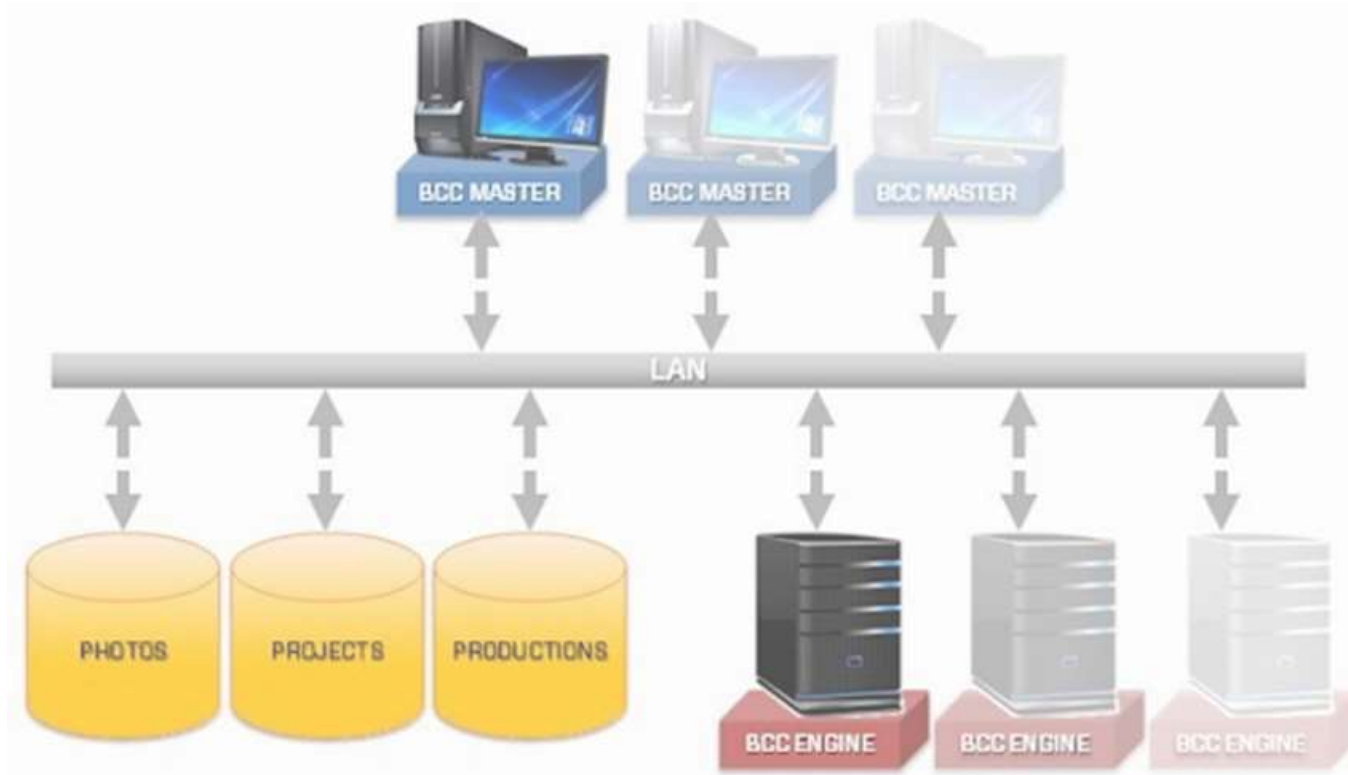 BCC MASTER
BCC MASTER
BCC MASTER
LAN
PHOTOS
PROJECTS
PRODUCTIONS
BCC ENGINE
BCC ENGINE
BCC ENGINE